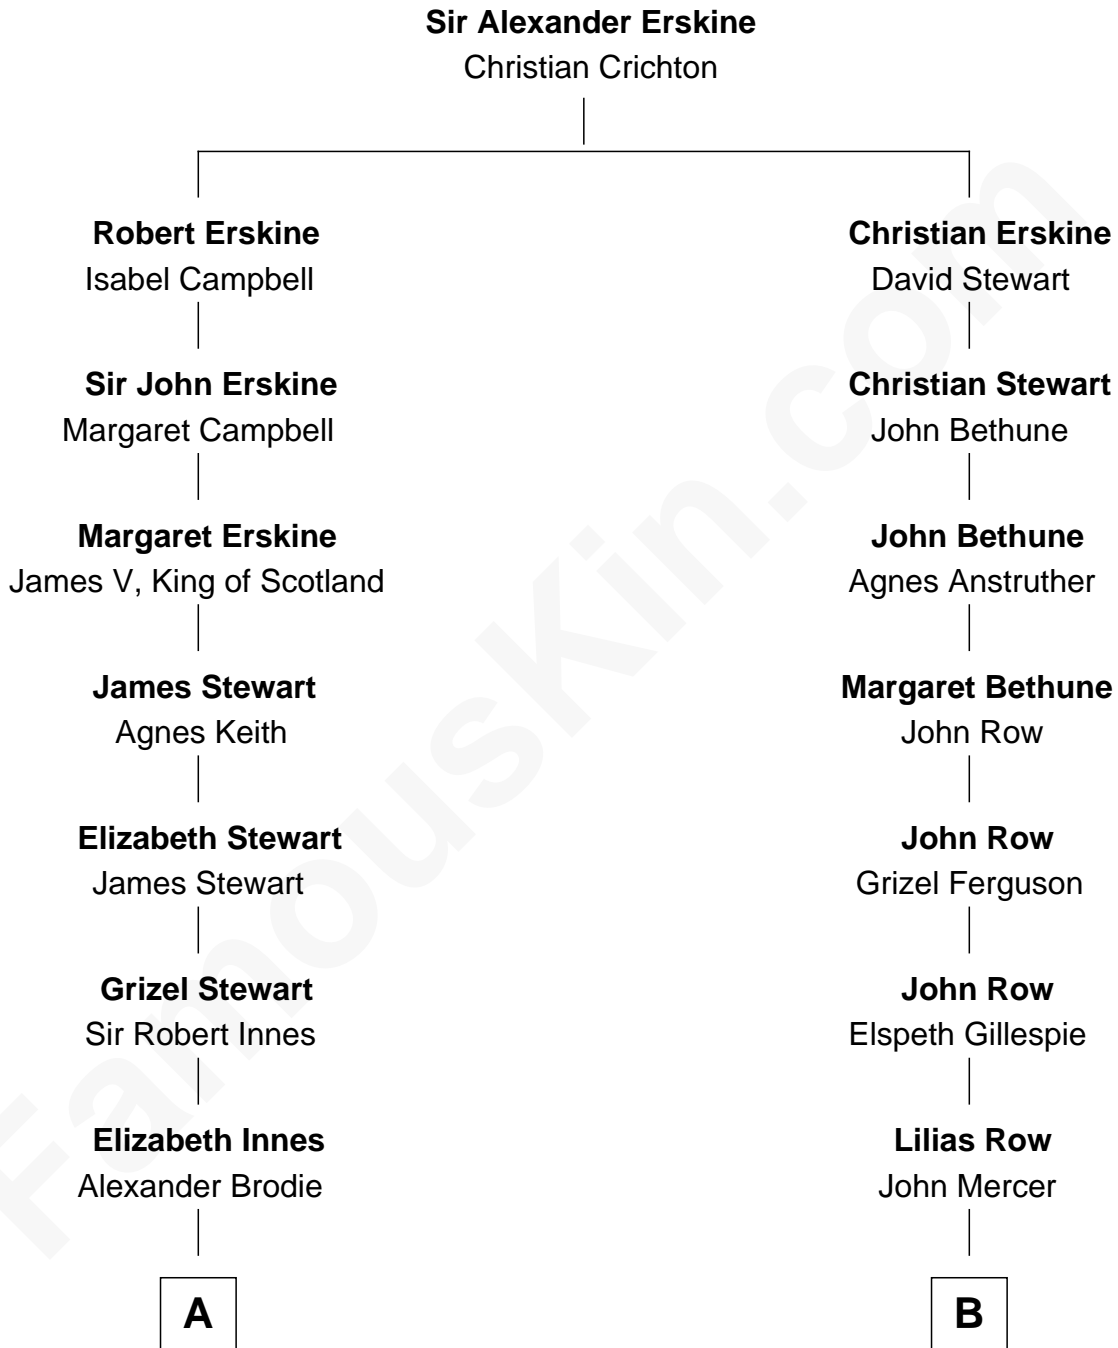 Sir Alexander Erskine
Christian Crichton
Robert Erskine
Isabel Campbell
Sir John Erskine
Margaret Campbell
Margaret Erskine
James V, King of Scotland
James Stewart
Agnes Keith
Elizabeth Stewart
James Stewart
Grizel Stewart
Sir Robert Innes
Elizabeth Innes
Alexander Brodie
A
Christian Erskine
David Stewart
Christian Stewart
John Bethune
John Bethune
Agnes Anstruther
Margaret Bethune
John Row
John Row
Grizel Ferguson
John Row
Elspeth Gillespie
Lilias Row
John Mercer
B
FamousKin.com